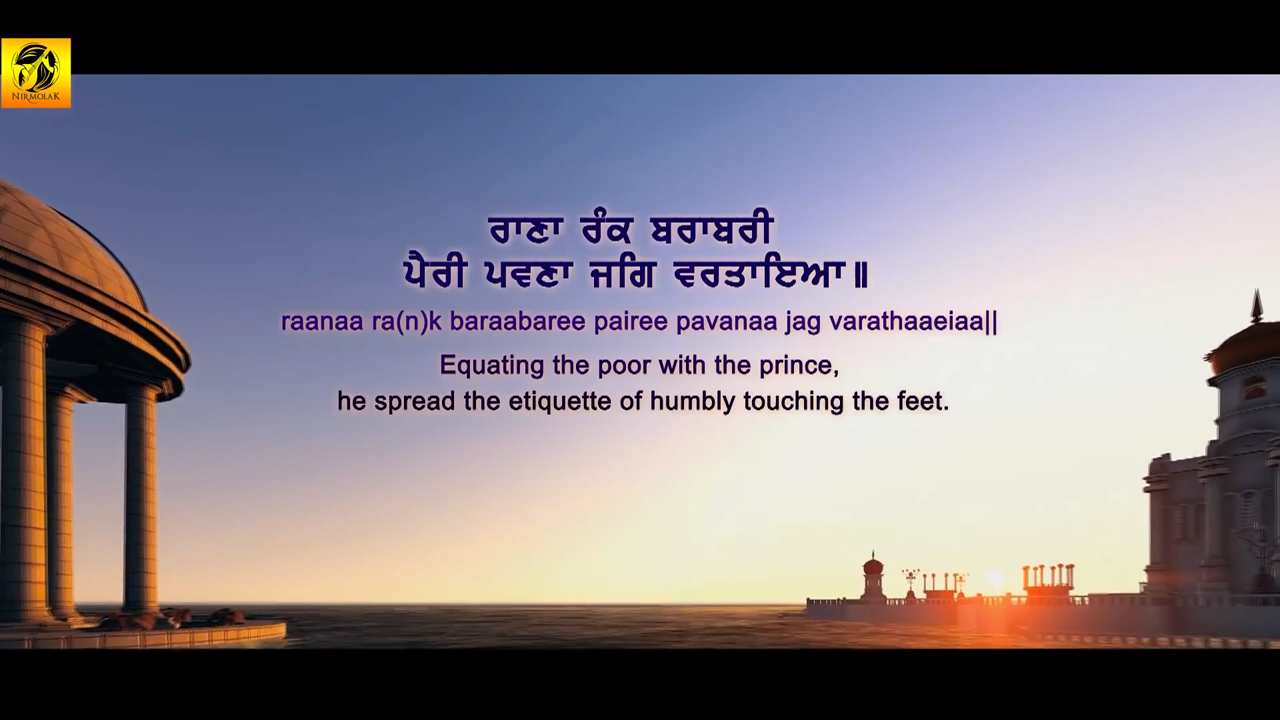 NIRMOLAK
ਰਾਣਾ ਰੰਕ ਬਰਾਬਰੀ
ਪੈਰੀ ਪਵਣਾ ਜਗਿ ਵਰਤਾਇਆ॥
raanaa ra(n)k baraabaree pairee pavanaa jag varathaaeiaa||
Equating the poor with the prince,
he spread the etiquette of humbly touching the feet.